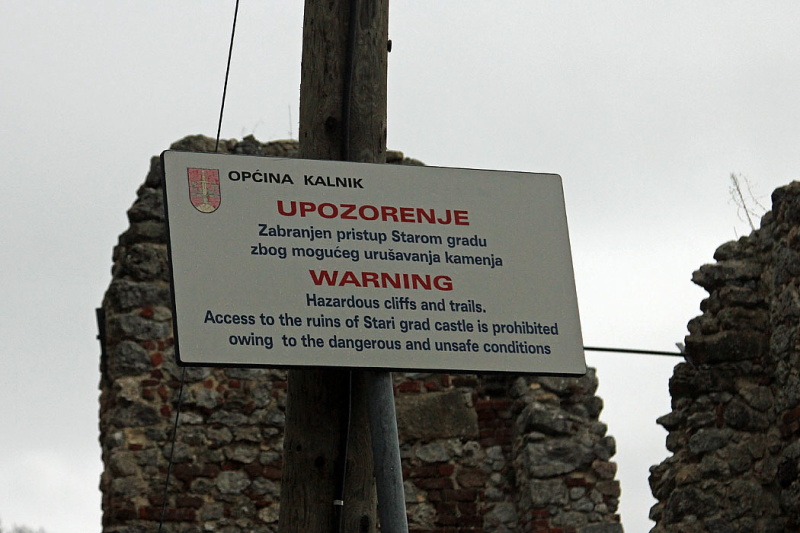 OPĆINA KALNIK
UPOZORENJE
Zabranjen pristup Starom gradu
zbog mogućeg urušavanja kamenja
WARNING
Hazardous cliffs and trails.
Access to the ruins of Stari grad castle is prohibited
owing to the dangerous and unsafe conditions